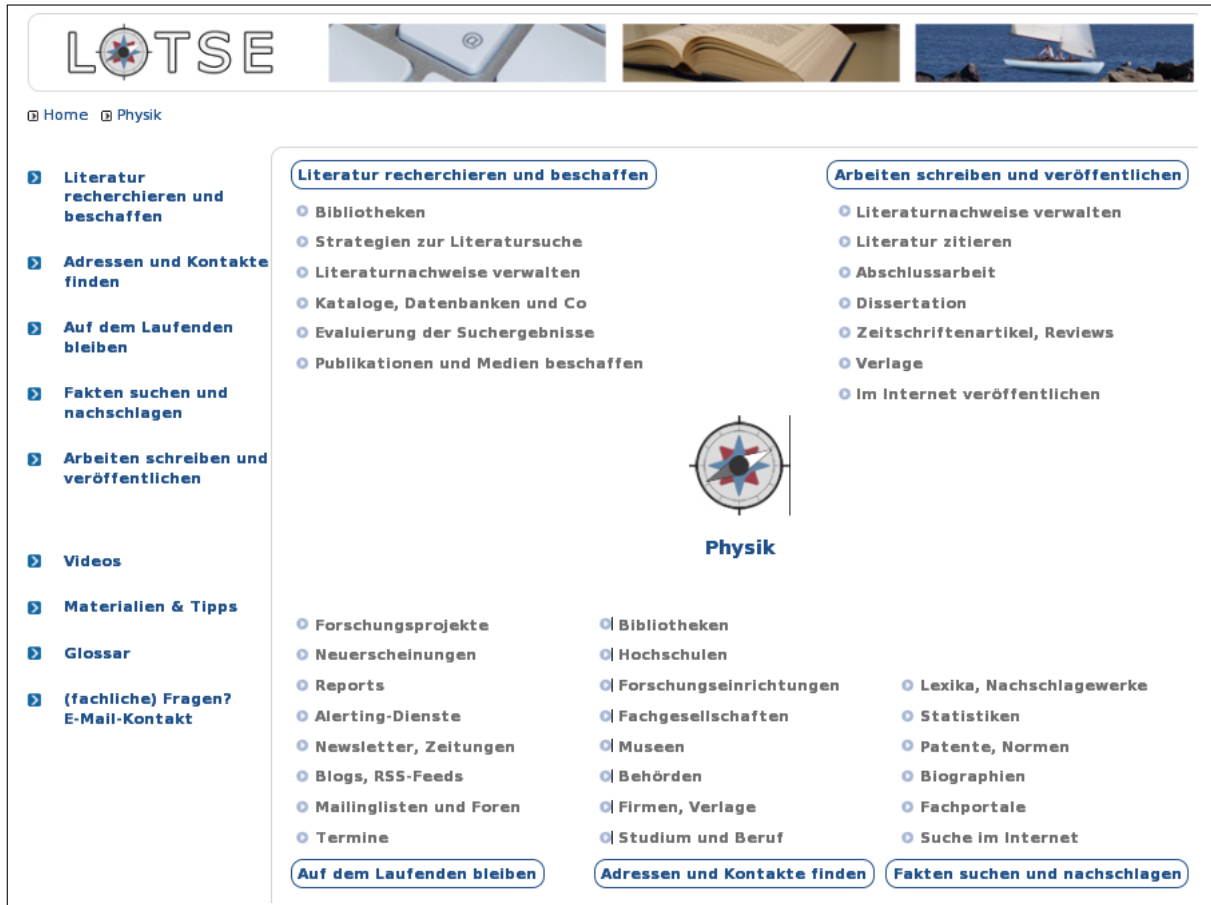 LOTSE
@
Home Physik
Literatur
recherchieren und
beschaffen
Adressen und Kontakte
finden
Auf dem Laufenden
bleiben
Fakten suchen und
nachschlagen
Arbeiten schreiben und
veröffentlichen
Videos
Materialien & Tipps
Glossar
(fachliche) Fragen?
E-Mail-Kontakt
Literatur recherchieren und beschaffen
Bibliotheken
Strategien zur Literatursuche
Literaturnachweise verwalten
Kataloge, Datenbanken und Co
Evaluierung der Suchergebnisse
Publikationen und Medien beschaffen
Arbeiten schreiben und veröffentlichen
Literaturnachweise verwalten
Literatur zitieren
Abschlussarbeit
Dissertation
Zeitschriftenartikel, Reviews
Verlage
Im Internet veröffentlichen
Physik
Forschungsprojekte
Neuerscheinungen
Reports
Alerting-Dienste
Newsletter, Zeitungen
Blogs, RSS-Feeds
Mailinglisten und Foren
Termine
Auf dem Laufenden bleiben
Bibliotheken
Hochschulen
Forschungseinrichtungen
Fachgesellschaften
Museen
Behörden
Firmen, Verlage
Studium und Beruf
Adressen und Kontakte finden
Lexika, Nachschlagewerke
Statistiken
Patente, Normen
Biographien
Fachportale
Suche im Internet
Fakten suchen und nachschlagen